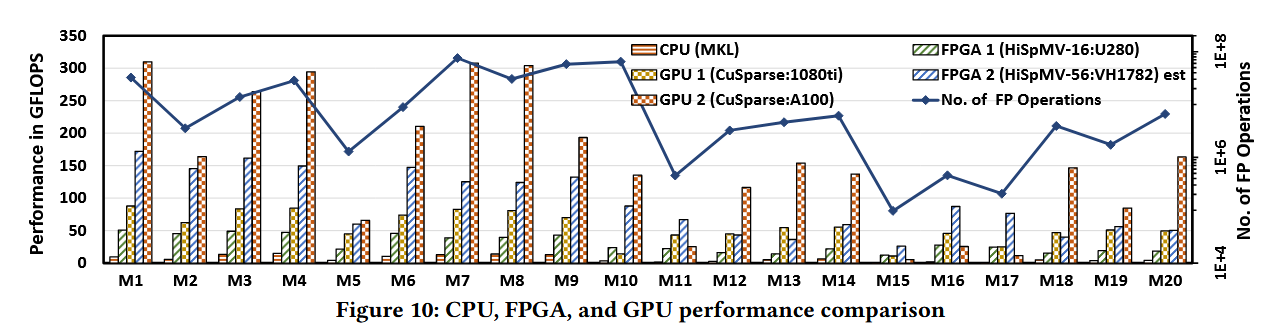 350
300
250
200
150
100
50
0
Performance in GFLOPS
CPU (MKL)
FPGA 1 (HiSpMV-16:U280)
GPU 1 (CuSparse:1080ti)
FPGA 2 (HiSpMV-56:VH1782) est
GPU 2 (CuSparse:A100)
No. of FP Operations
1E+8
1E+6
1E+4
No. of FP Operations
M1 M2 M3 M4 M5 M6 M7 M8 M9 M10 M11 M12 M13 M14 M15 M16 M17 M18 M19 M20
Figure 10: CPU, FPGA, and GPU performance comparison